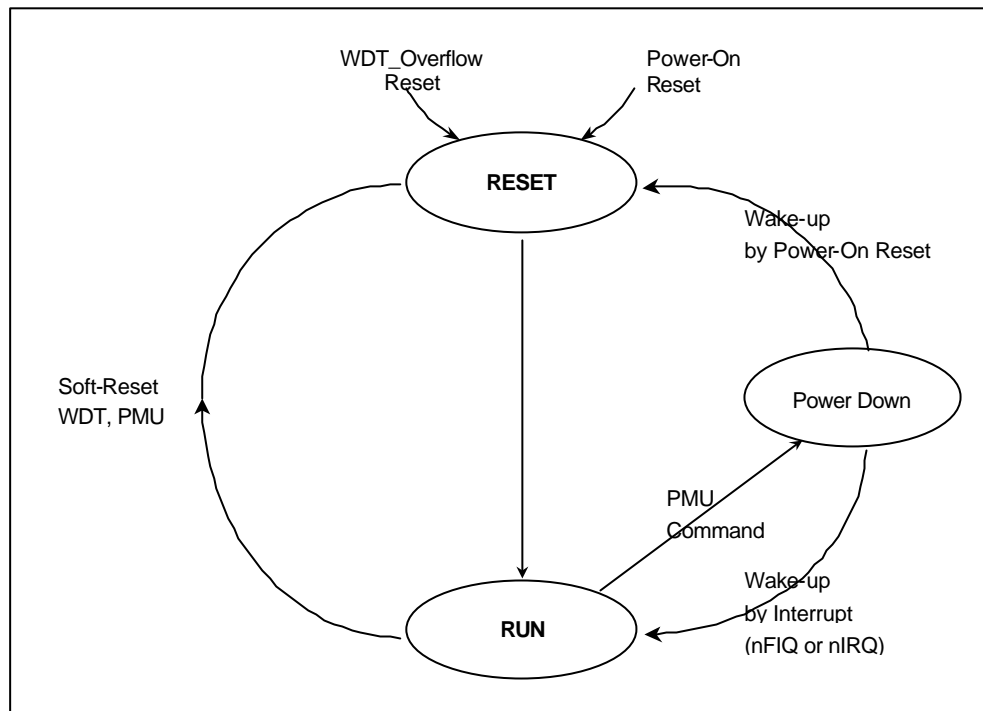 WDT_Overflow
Reset
Power-On
Reset
RESET
Wake-up
by Power-On Reset
Soft-Reset
WDT, PMU
Power Down
PMU
Command
Wake-up
by Interrupt
(nFIQ or nIRQ)
RUN